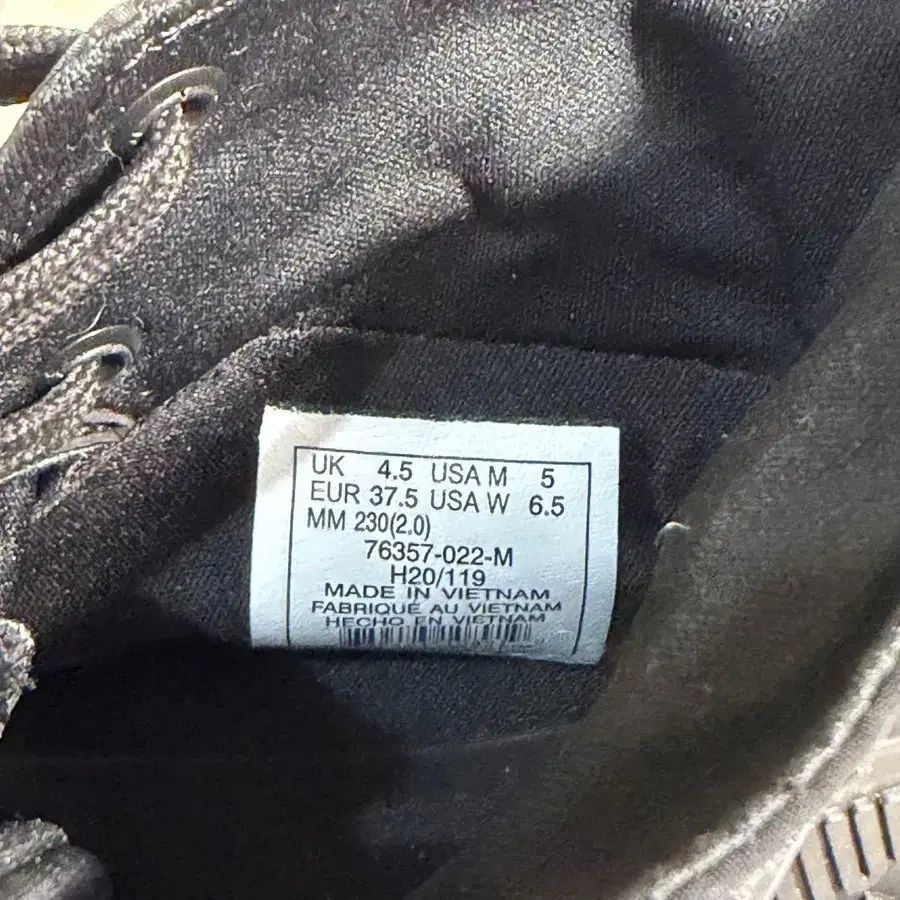 UK 4.5 USA M 5
EUR 37.5 USA W 6.5
MM 230(2.0)
76357-022-M
H20/119
MADE IN VIETNAM
FABRIQUÉ AU VIETNAM
HECHO EN VIETNAM